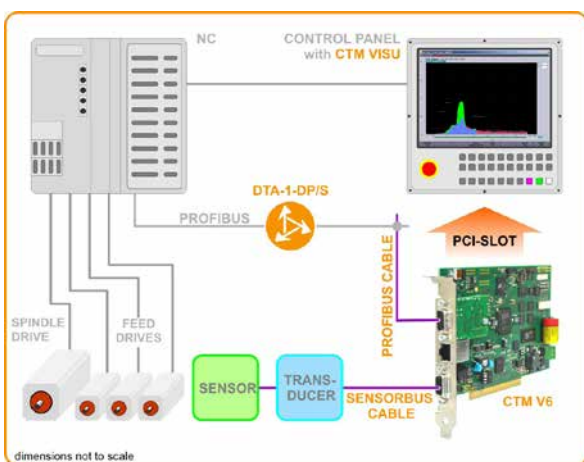 NC
CONTROL PANEL
with CTM VISU
DTA-1-DP/S
PROFIBUS
PCI-SLOT
PROFIBUS CABLE
SPINDLE
DRIVE
FEED
DRIVES
SENSOR
TRANS-
DUCER
SENSORBUS
CABLE
CTM V6
dimensions not to scale